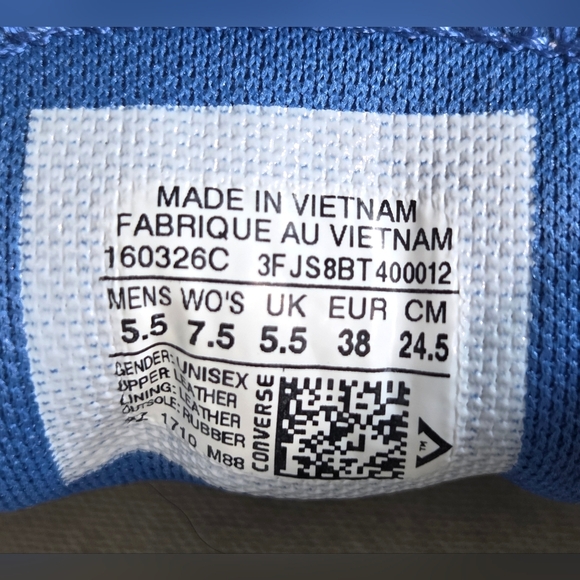 MADE IN VIETNAM
FABRIQUE AU VIETNAM
160326C 3FJS8BT400012
MENS WO'S UK EUR CM
5.5 7.5 5.5 38 24.5
GENDER: UNISEX
UPPER: LEATHER
LINING: LEATHER
OUTSOLE: RUBBER
1710 M88
CONVERSE
TM